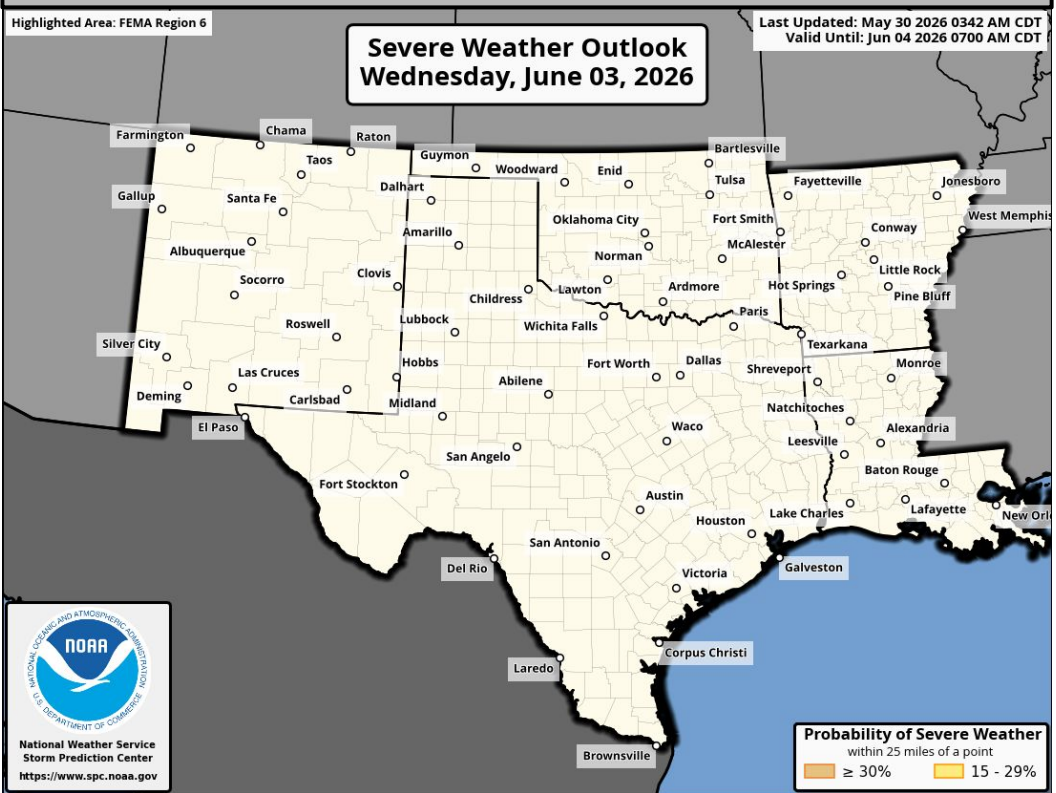 Highlighted Area: FEMA Region 6
Last Updated: May 30 2026 0342 AM CDT
Valid Until: Jun 04 2026 0700 AM CDT
Severe Weather Outlook
Wednesday, June 03, 2026
Farmington
Chama
Raton
Taos
Guymon
Woodward
Enid
Bartlesville
Tulsa
Fayetteville
Jonesboro
Gallup
Santa Fe
Dalhart
Oklahoma City
Fort Smith
West Memphis
Albuquerque
Amarillo
Norman
McAlester
Conway
Socorro
Clovis
Childress
Lawton
Ardmore
Hot Springs
Little Rock
Pine Bluff
Roswell
Lubbock
Wichita Falls
Paris
Texarkana
Silver City
Las Cruces
Hobbs
Fort Worth
Dallas
Shreveport
Monroe
Deming
Carlsbad
Midland
Abilene
Natchitoches
El Paso
San Angelo
Waco
Leesville
Alexandria
Fort Stockton
Austin
Baton Rouge
Houston
Lake Charles
Lafayette
New Orl
Del Rio
San Antonio
Galveston
Victoria
Laredo
Corpus Christi
Brownsville
NATIONAL OCEANIC AND ATMOSPHERIC ADMINISTRATION
NOAA
U.S. DEPARTMENT OF COMMERCE
National Weather Service
Storm Prediction Center
https://www.spc.noaa.gov
Probability of Severe Weather
within 25 miles of a point
≥ 30%
15 - 29%